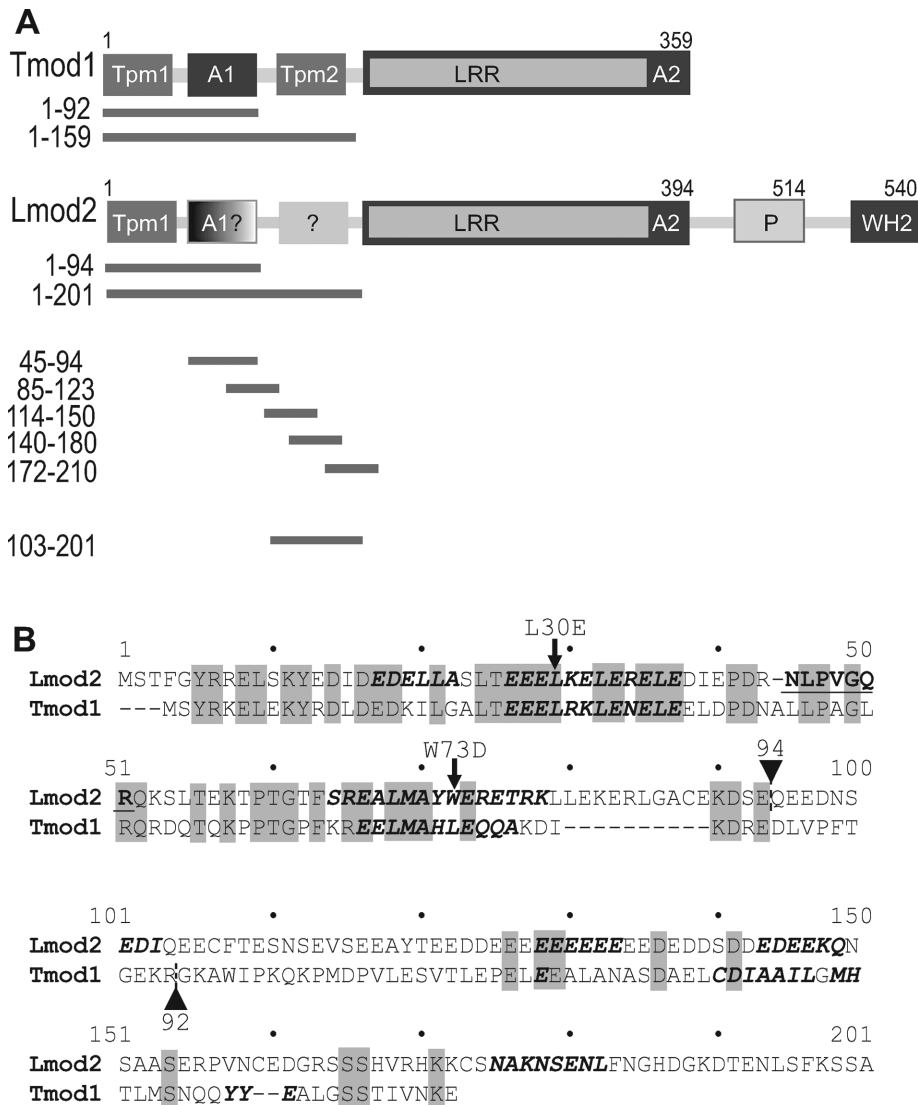 A
1 359
Tmod1 Tpm1 A1 Tpm2 LRR A2
1-92
1-159
1 394 514 540
Lmod2 Tpm1 A1? ? LRR A2 P WH2
1-94
1-201
45-94
85-123
114-150
140-180
172-210
103-201
B
L30E
1 • • • • 50
Lmod2 MSTFGYRRELSKYEDIDEDELLASLTEEELKELERELEDIEPDR-NLPVGQ
Tmod1 ---MSYRKELEKYRDLDEDKILGALTEEELRKLENELEELDPDNALLPAGL
W73D 94
51 • • • • 100
Lmod2 RQKSLTEKTPTGTFSREALMAYWERETRKLLEKERLGACEKDSEQEEDNS
Tmod1 RQRDQTQKPPTGPFKREELMAHLEQQAKDI----------KDREDLVPFT
101 • • • • 150
Lmod2 EDIQEECFTESNSEVSEEAYTEEDDEEEEEEEEEEEDEDDSDDEDEEKQN
Tmod1 GEKRGKAWIPKQKPMDPVLESVTLEPELEEALANASDAELCDIAAILGMH
92
151 • • • • 201
Lmod2 SAASERPVNCEDGRSSSHVRHKKCSNAKNSENLFNGHDGKDTENLSFKSSA
Tmod1 TLMSNQQYY--EALGSSTIVNKE